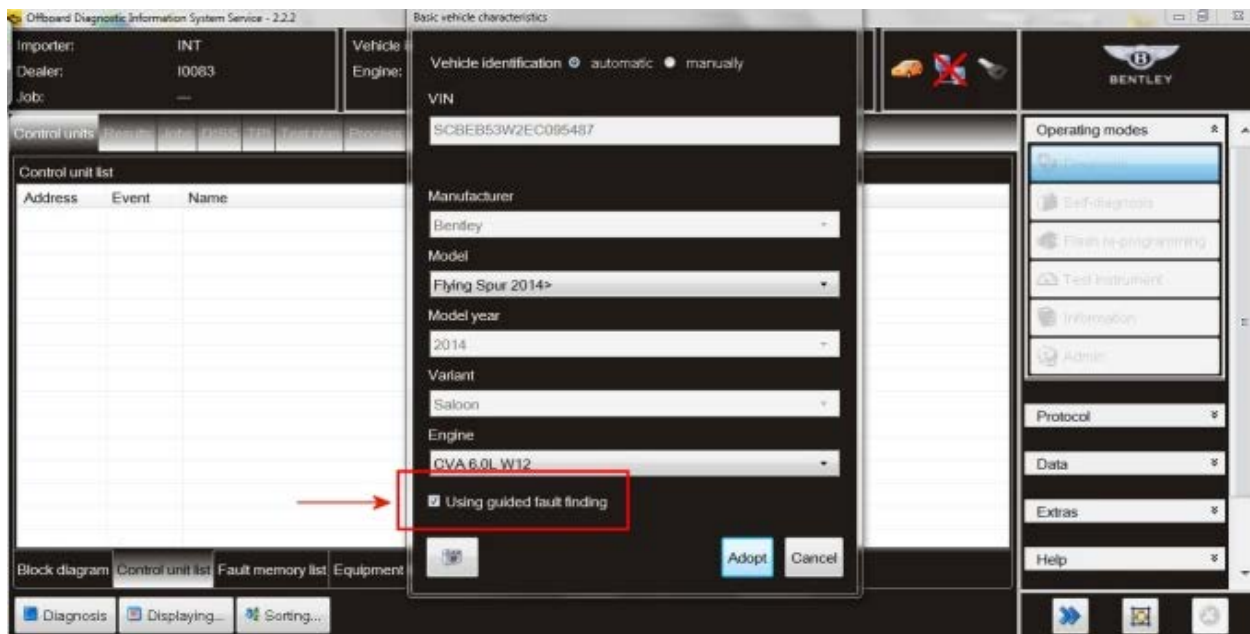 Offboard Diagnostic Information System Service - 2.2.2
Basic vehicle characteristics
Importer: INT
Dealer: I0083
Job: ---
Vehicle
Engine:
BENTLEY
Vehicle identification automatic manually
VIN
SCBEB53W2EC095487
Manufacturer
Bentley
Model
Flying Spur 2014>
Model year
2014
Variant
Saloon
Engine
CVA 6.0L W12
Using guided fault finding
Adopt Cancel
Control units Results
Control unit list
Address Event Name
Block diagram Control unit list Fault memory list Equipment
Diagnosis Displaying... Sorting...
Operating modes
Self-diagnosis
Flash re-programming
Test instrument
Information
Admin
Protocol
Data
Extras
Help